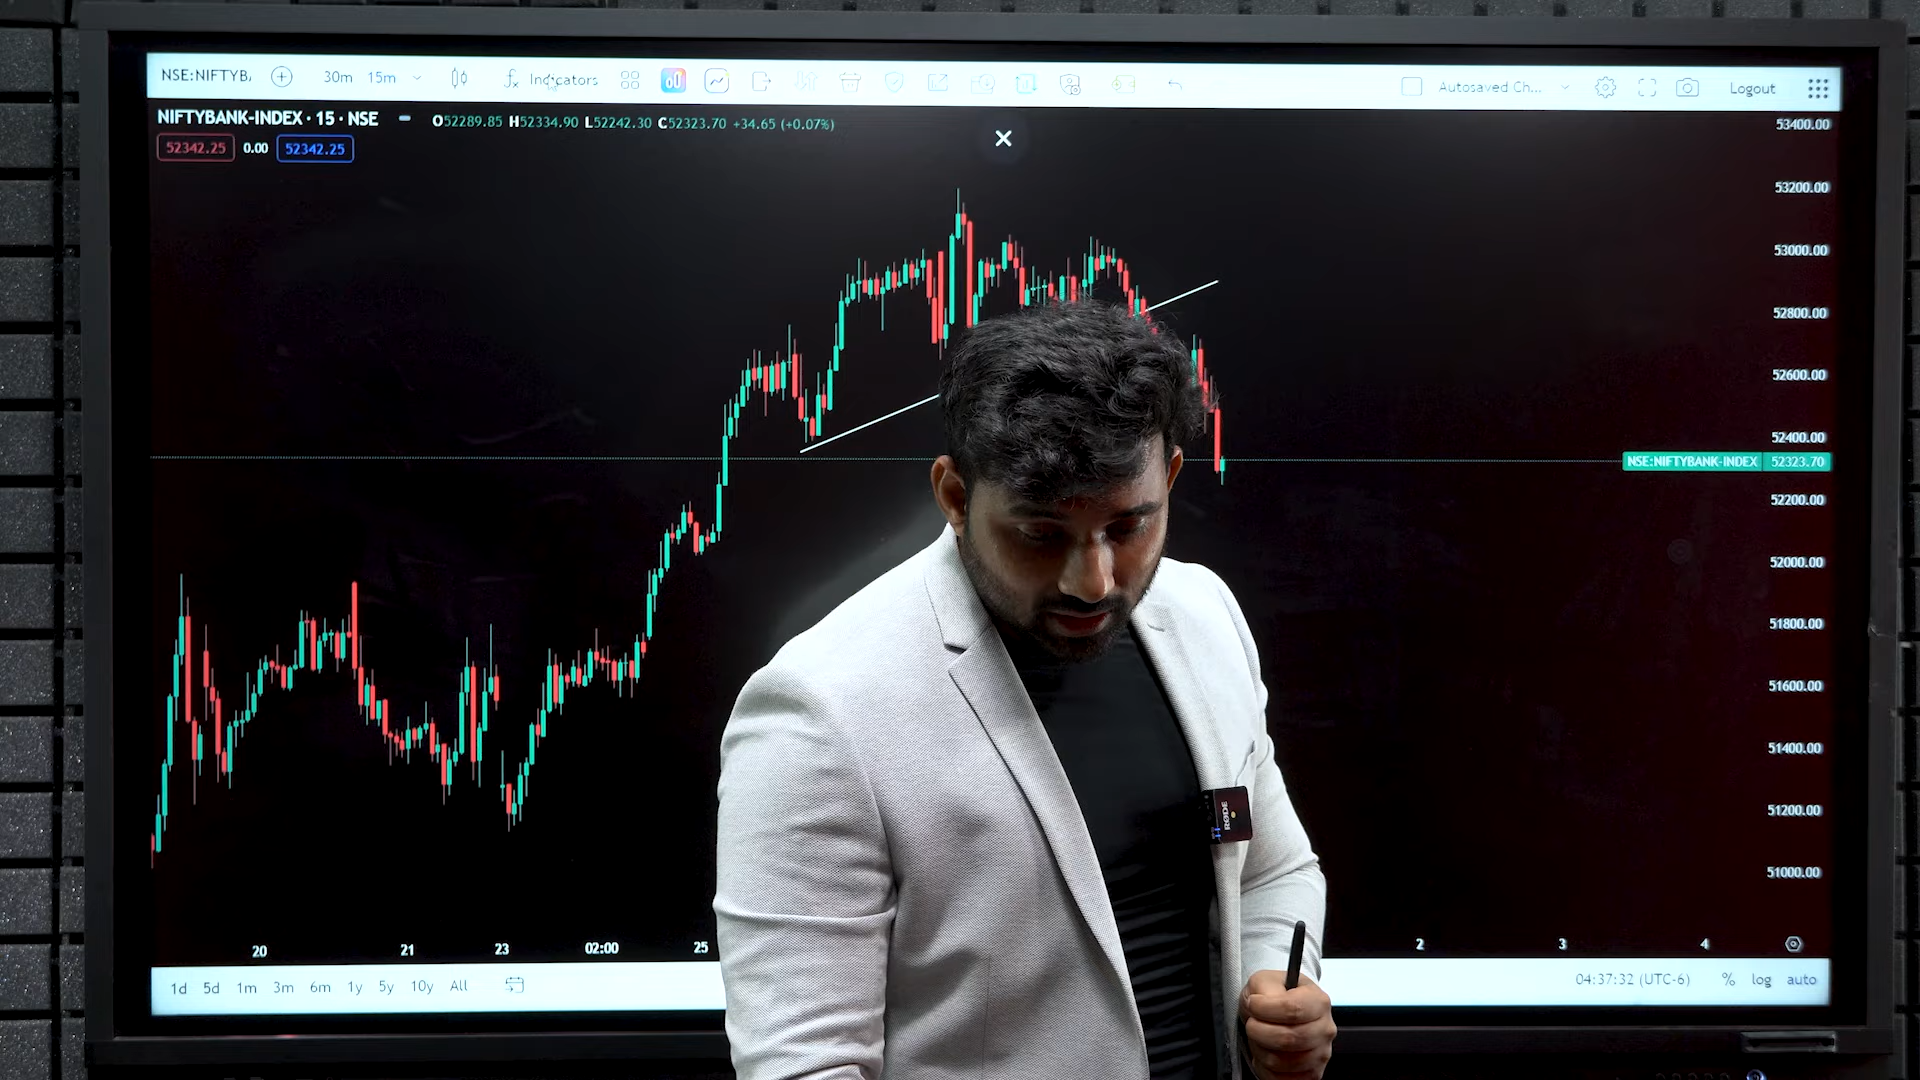 NSE:NIFTYB, 30m 15m Indicators Autosaved Ch... Logout
NIFTYBANK-INDEX · 15 · NSE O52289.85 H52334.90 L52242.30 C52323.70 +34.65 (+0.07%)
52342.25 0.00 52342.25
53400.00
53200.00
53000.00
52800.00
52600.00
52400.00
NSE:NIFTYBANK-INDEX 52323.70
52200.00
52000.00
51800.00
51600.00
51400.00
51200.00
51000.00
RØDE
20 21 23 02:00 25 2 3 4
1d 5d 1m 3m 6m 1y 5y 10y All 04:37:32 (UTC-6) % log auto